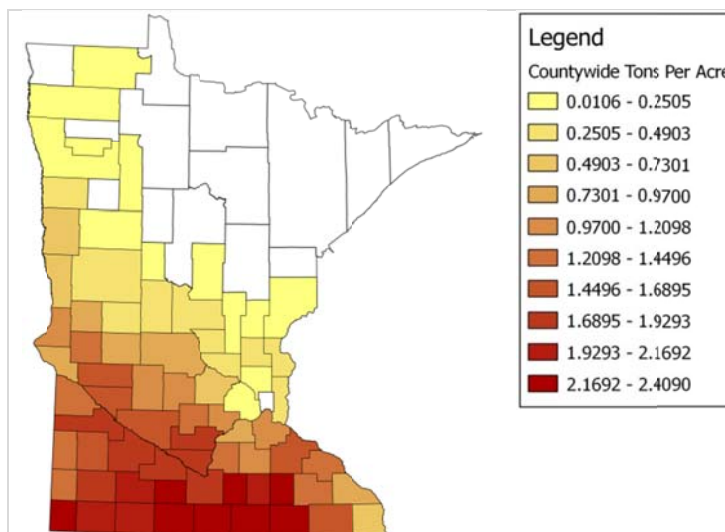 Legend
Countywide Tons Per Acre
0.0106 - 0.2505
0.2505 - 0.4903
0.4903 - 0.7301
0.7301 - 0.9700
0.9700 - 1.2098
1.2098 - 1.4496
1.4496 - 1.6895
1.6895 - 1.9293
1.9293 - 2.1692
2.1692 - 2.4090